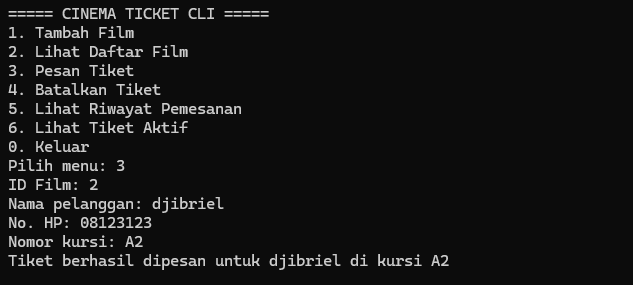 ===== CINEMA TICKET CLI =====
1. Tambah Film
2. Lihat Daftar Film
3. Pesan Tiket
4. Batalkan Tiket
5. Lihat Riwayat Pemesanan
6. Lihat Tiket Aktif
0. Keluar
Pilih menu: 3
ID Film: 2
Nama pelanggan: djibriel
No. HP: 08123123
Nomor kursi: A2
Tiket berhasil dipesan untuk djibriel di kursi A2